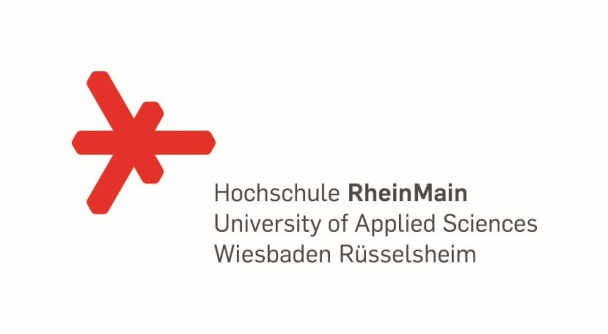 Hochschule RheinMain
University of Applied Sciences
Wiesbaden Rüsselsheim